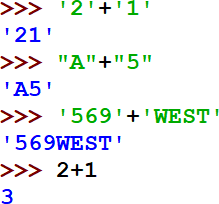 >>> '2'+'1'
'21'
>>> "A"+"5"
'A5'
>>> '569'+'WEST'
'569WEST'
>>> 2+1
3